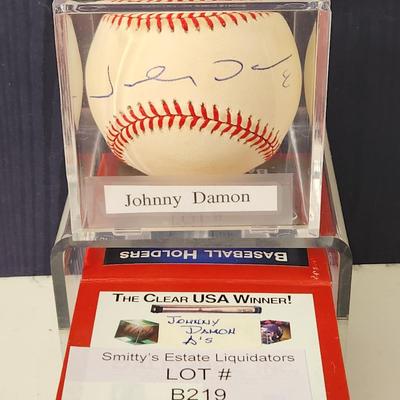 Johnny Damon
BASEBALL HOLDERS
THE CLEAR USA WINNER!
JOHNNY
DAMON
A's
Smitty's Estate Liquidators
LOT #
B219